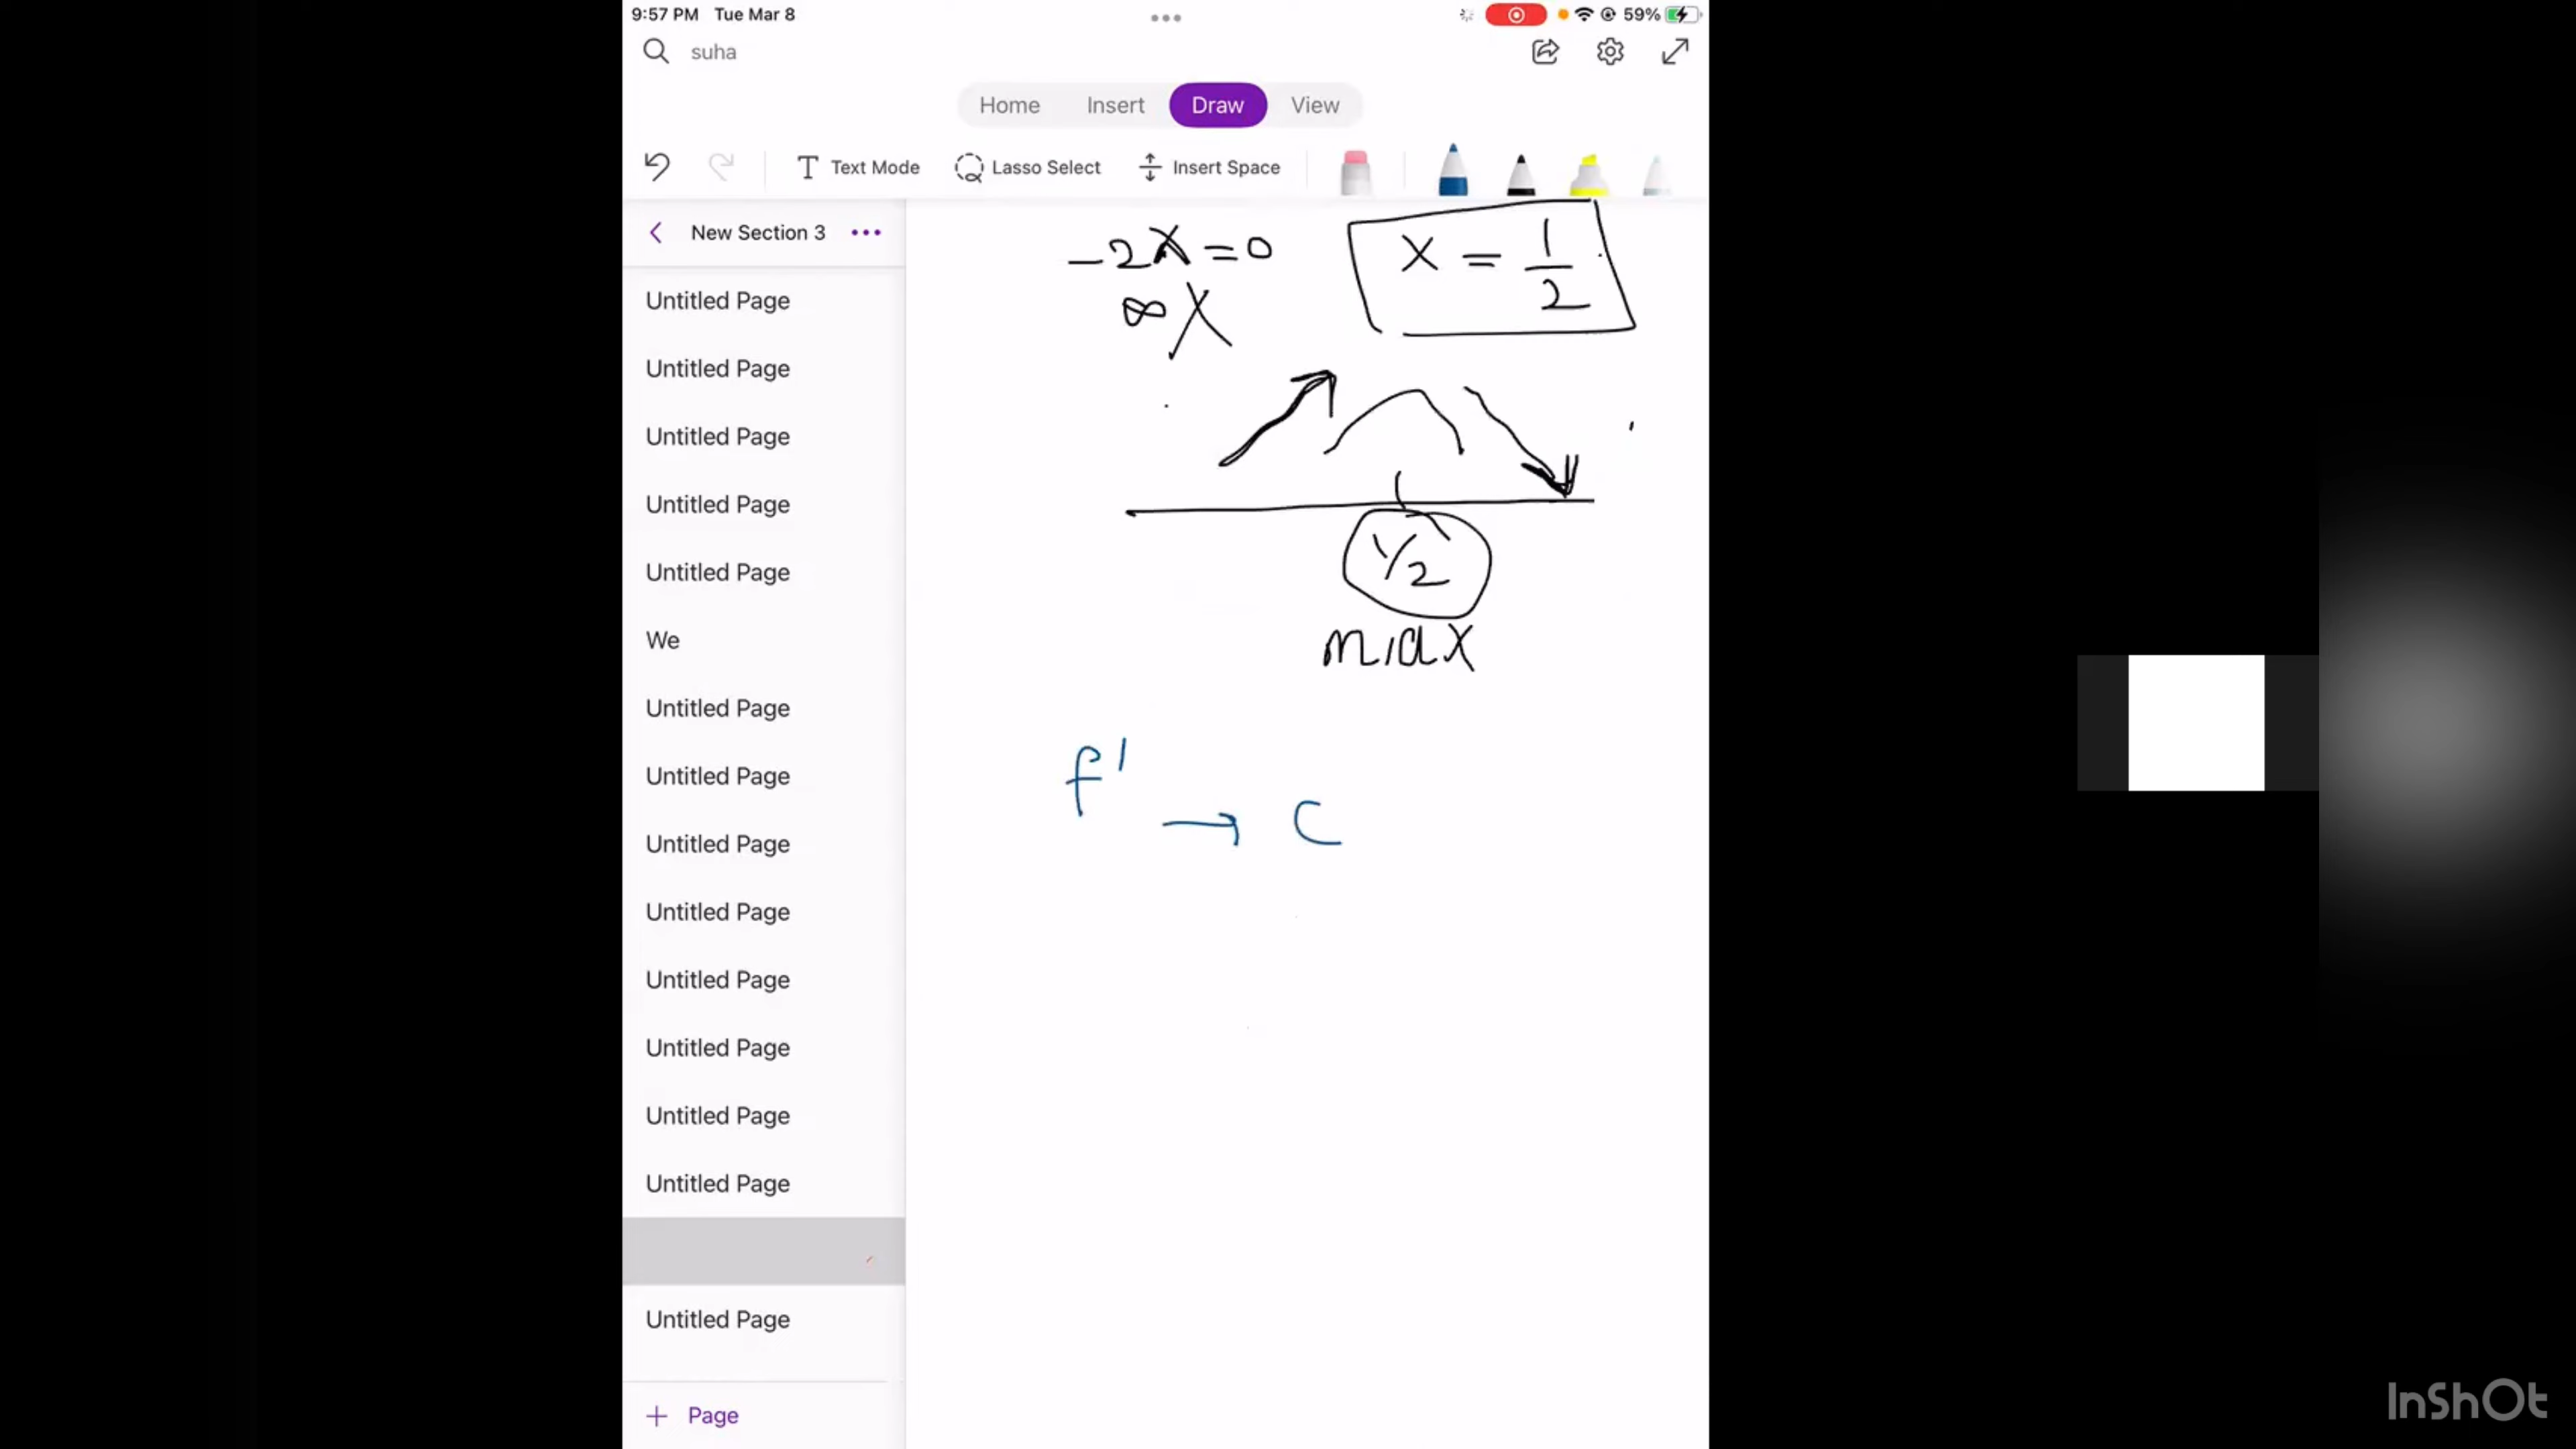 9:57 PM Tue Mar 8
59%
suha
Home Insert Draw View
Text Mode Lasso Select Insert Space
New Section 3
Untitled Page
Untitled Page
Untitled Page
Untitled Page
Untitled Page
We
Untitled Page
Untitled Page
Untitled Page
Untitled Page
Untitled Page
Untitled Page
Untitled Page
Untitled Page
Untitled Page
+ Page
-2x = 0
∞ X
x = 1/2
1/2
max
f'
→ C
InShOt